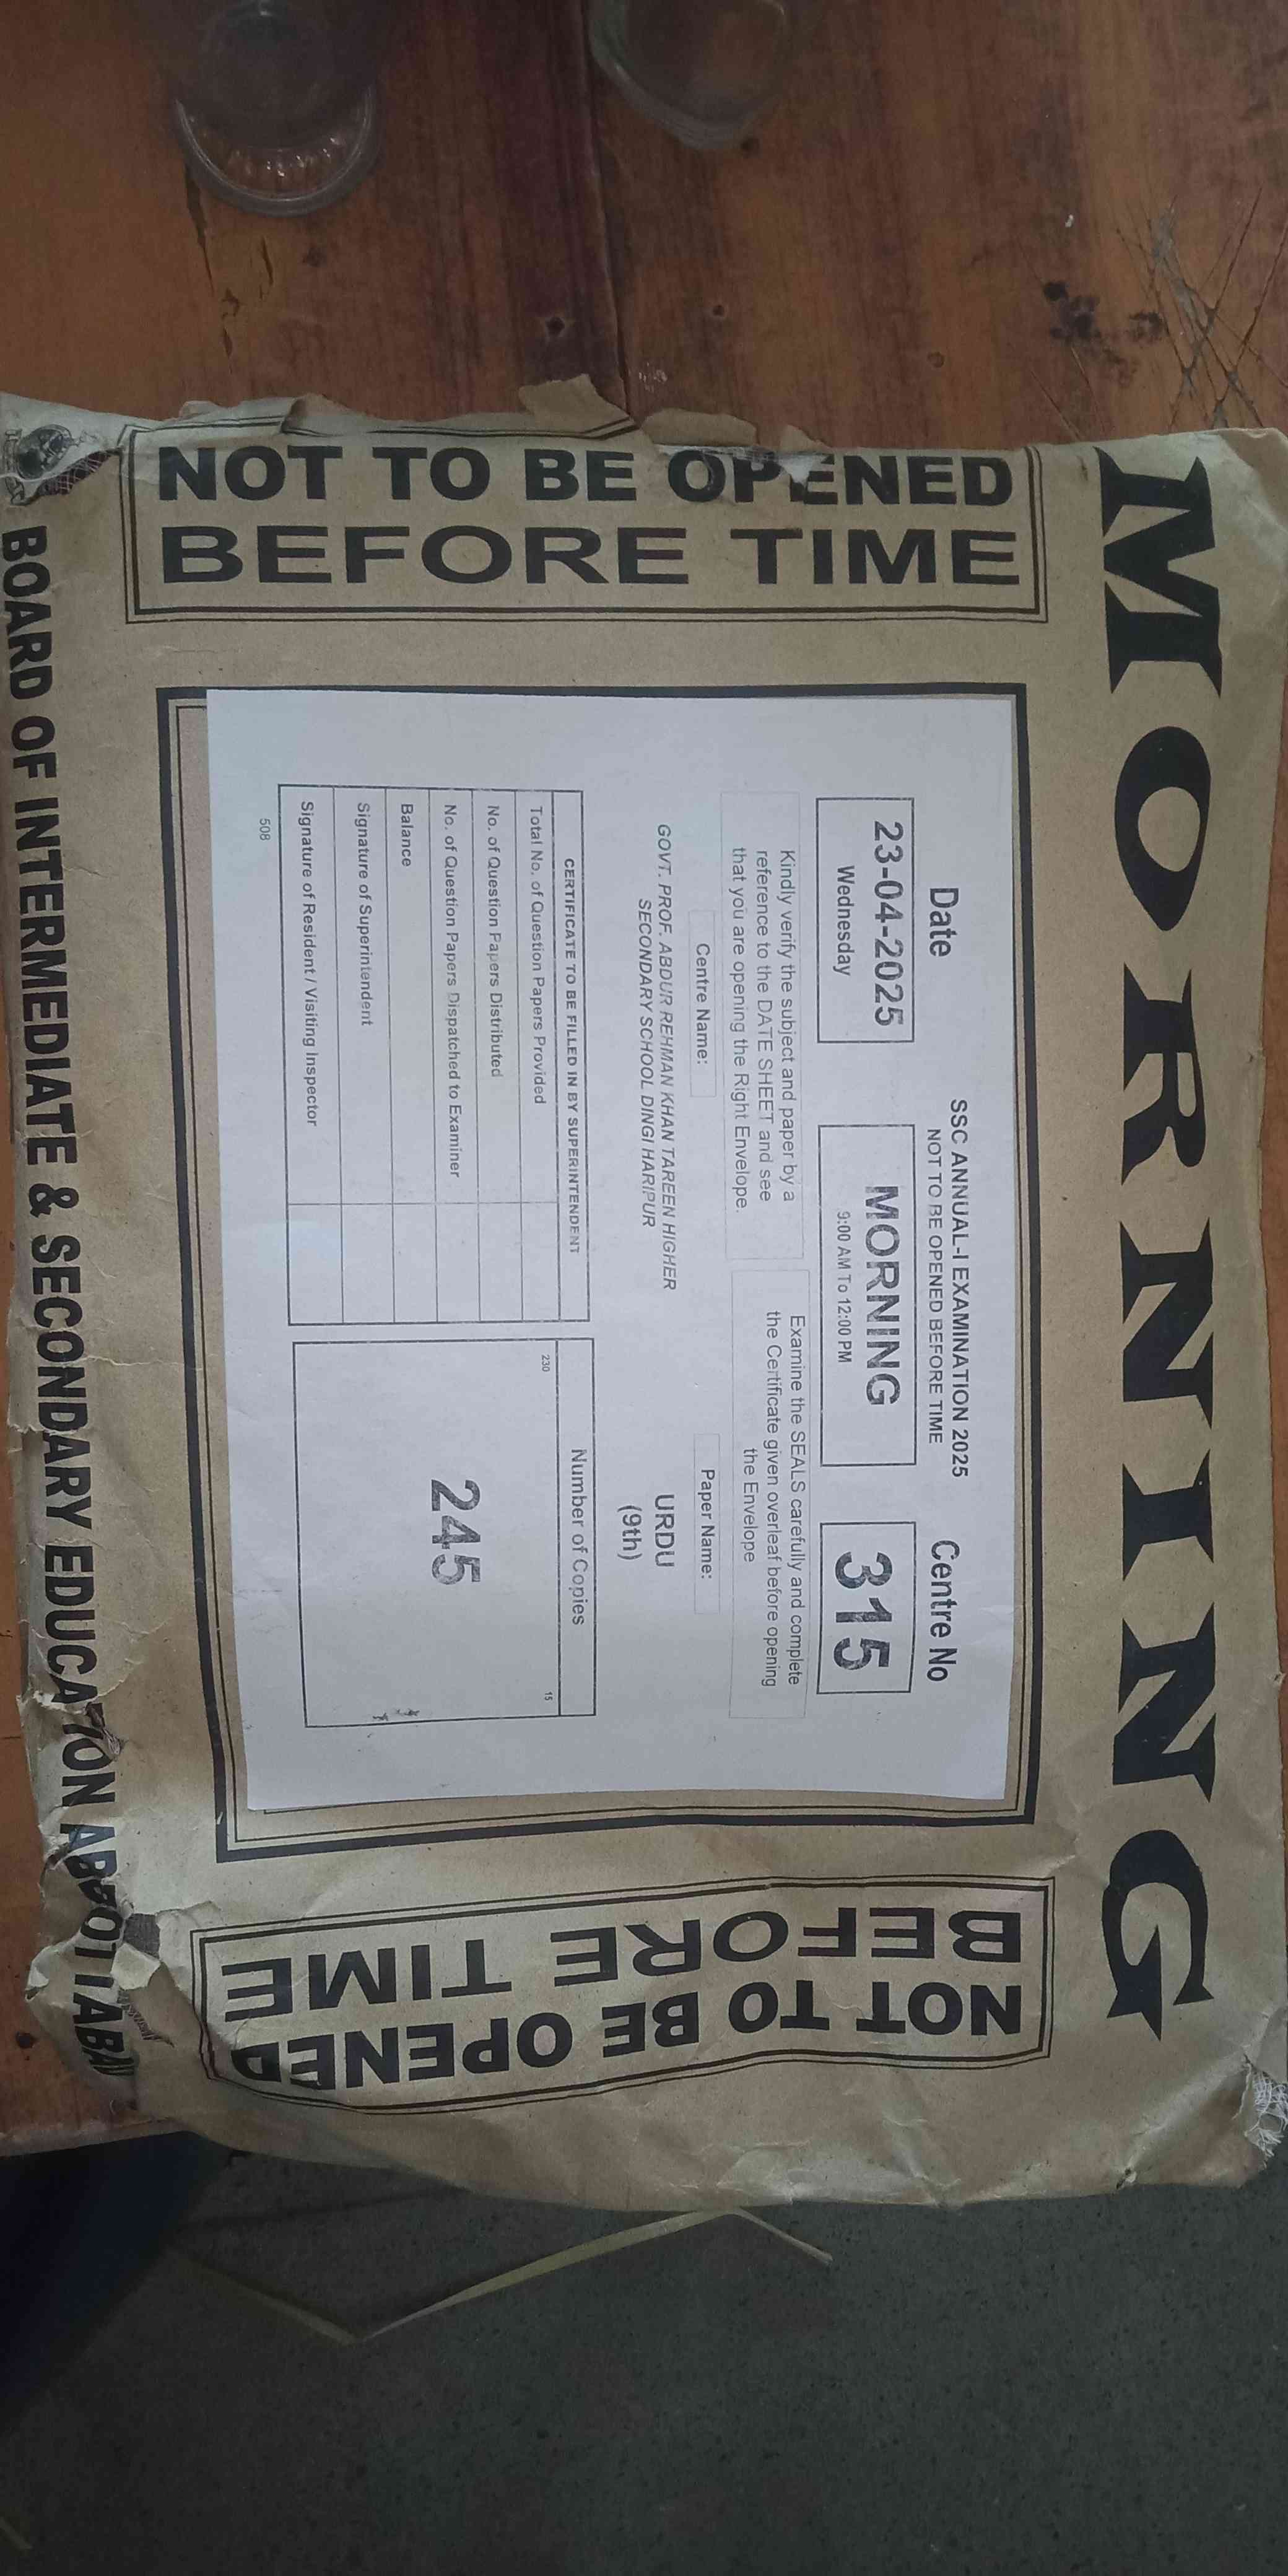 MORNING
NOT TO BE OPENED
BEFORE TIME
Date
23-04-2025
Wednesday
SSC ANNUAL-I EXAMINATION 2025
NOT TO BE OPENED BEFORE TIME
MORNING
9:00 AM To 12:00 PM
Centre No
315
Kindly verify the subject and paper by a
reference to the DATE SHEET and see
that you are opening the Right Envelope.
Examine the SEALS carefully and complete
the Certificate given overleaf before opening
the Envelope
Centre Name:
GOVT. PROF. ABDUR REHMAN KHAN TAREEN HIGHER
SECONDARY SCHOOL DINGI HARIPUR
Paper Name:
URDU
(9th)
CERTIFICATE TO BE FILLED IN BY SUPERINTENDENT
Total No. of Question Papers Provided
No. of Question Papers Distributed
No. of Question Papers Dispatched to Examiner
Balance
Signature of Superintendent
Signature of Resident / Visiting Inspector
508
Number of Copies
230
15
245
NOT TO BE OPENED
BEFORE TIME
BOARD OF INTERMEDIATE & SECONDARY EDUCATION ABBOTTABA